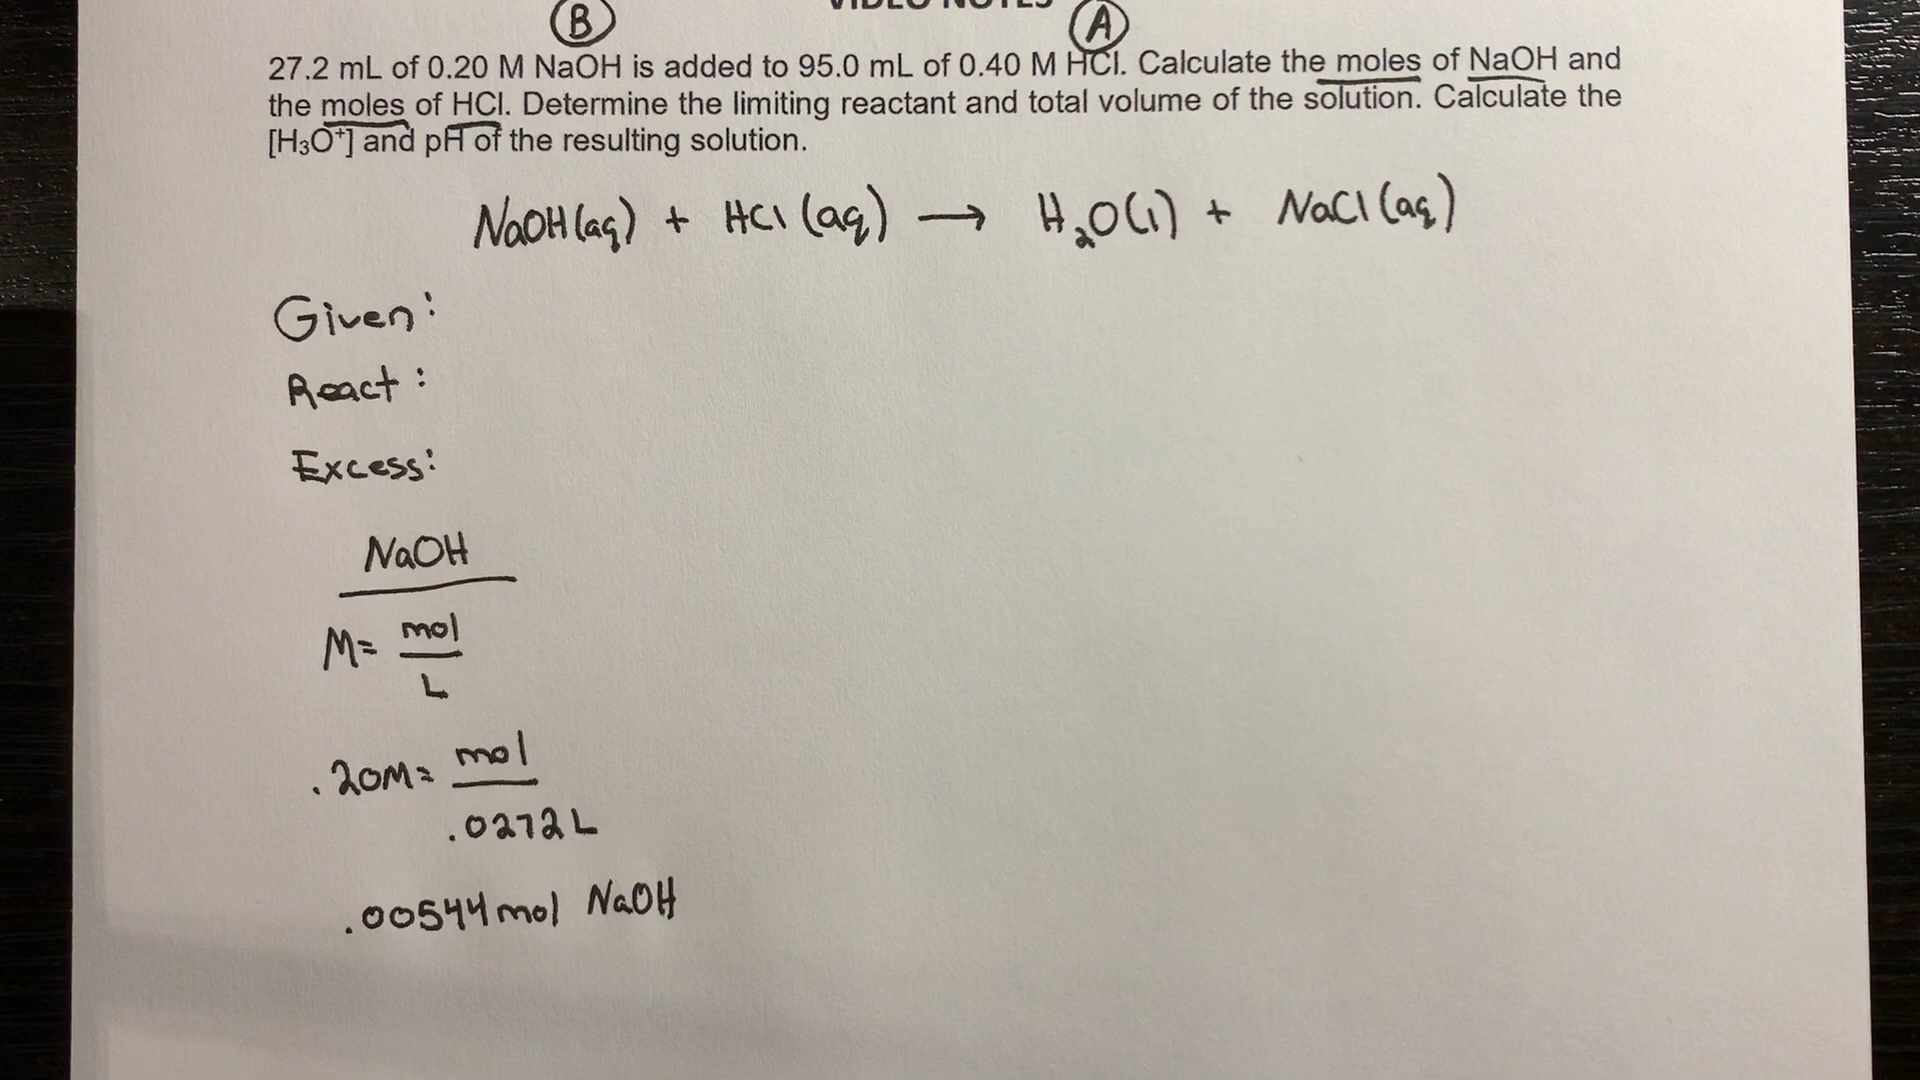 VIDEO NOTES
B A
27.2 mL of 0.20 M NaOH is added to 95.0 mL of 0.40 M HCl. Calculate the moles of NaOH and
the moles of HCl. Determine the limiting reactant and total volume of the solution. Calculate the
[H₃O⁺] and pH of the resulting solution.
NaOH(aq) + HCl (aq) → H₂O(l) + NaCl (aq)
Given:
React:
Excess:
NaOH
M= mol
L
.20M= mol
.0272L
.00544mol NaOH